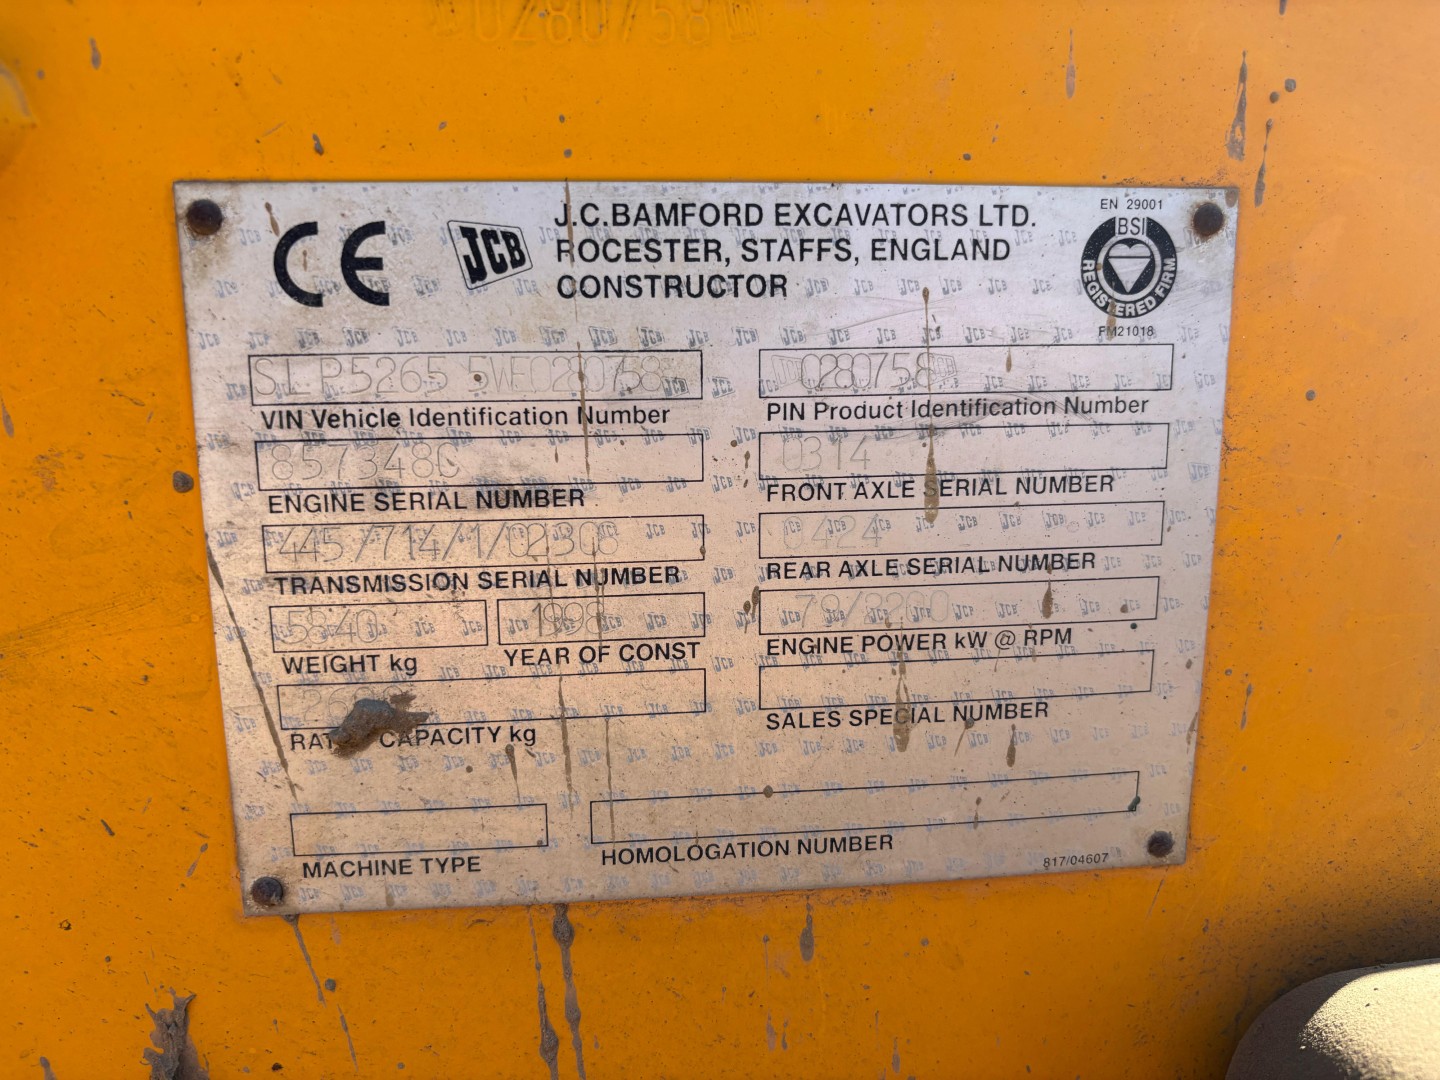 0280758
CE
JCB
J.C.BAMFORD EXCAVATORS LTD.
ROCESTER, STAFFS, ENGLAND
CONSTRUCTOR
EN 29001
BSI
REGISTERED FIRM
FM21018
SLP5265 5WE0280758
VIN Vehicle Identification Number
0280758
PIN Product Identification Number
ENGINE SERIAL NUMBER
0314
FRONT AXLE SERIAL NUMBER
445/714/1/02308
TRANSMISSION SERIAL NUMBER
0424
REAR AXLE SERIAL NUMBER
5340
WEIGHT kg
1998
YEAR OF CONST
79/2200
ENGINE POWER kW @ RPM
CAPACITY kg
SALES SPECIAL NUMBER
MACHINE TYPE
HOMOLOGATION NUMBER
817/04607